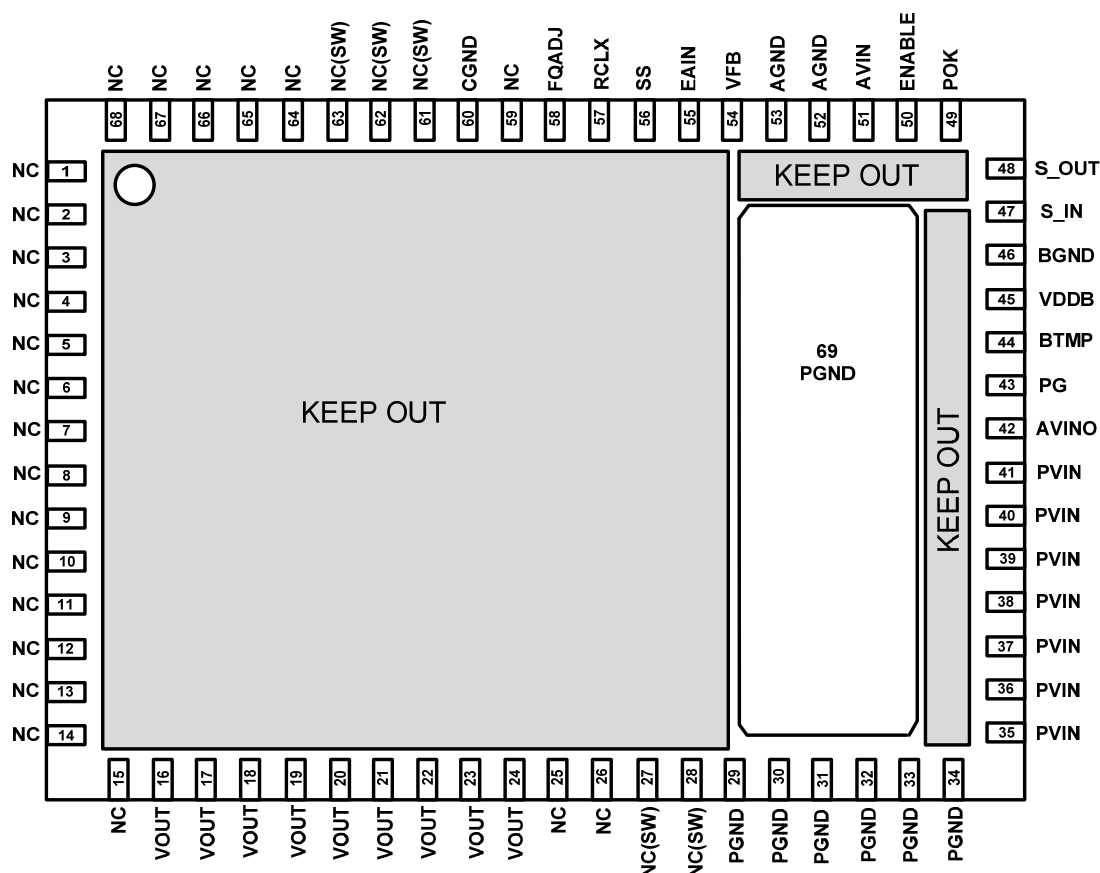 NC
NC
NC
NC
NC
NC(SW)
NC(SW)
NC(SW)
CGND
NC
FQADJ
RCLX
SS
EAIN
VFB
AGND
AGND
AVIN
ENABLE
POK
68
67
66
65
64
63
62
61
60
59
58
57
56
55
54
53
52
51
50
49
NC 1
NC 2
NC 3
NC 4
NC 5
NC 6
NC 7
NC 8
NC 9
NC 10
NC 11
NC 12
NC 13
NC 14
KEEP OUT
KEEP OUT
69
PGND
KEEP OUT
48 S_OUT
47 S_IN
46 BGND
45 VDDB
44 BTMP
43 PG
42 AVINO
41 PVIN
40 PVIN
39 PVIN
38 PVIN
37 PVIN
36 PVIN
35 PVIN
15
16
17
18
19
20
21
22
23
24
25
26
27
28
29
30
31
32
33
34
NC
VOUT
VOUT
VOUT
VOUT
VOUT
VOUT
VOUT
VOUT
VOUT
NC
NC
NC(SW)
NC(SW)
PGND
PGND
PGND
PGND
PGND
PGND